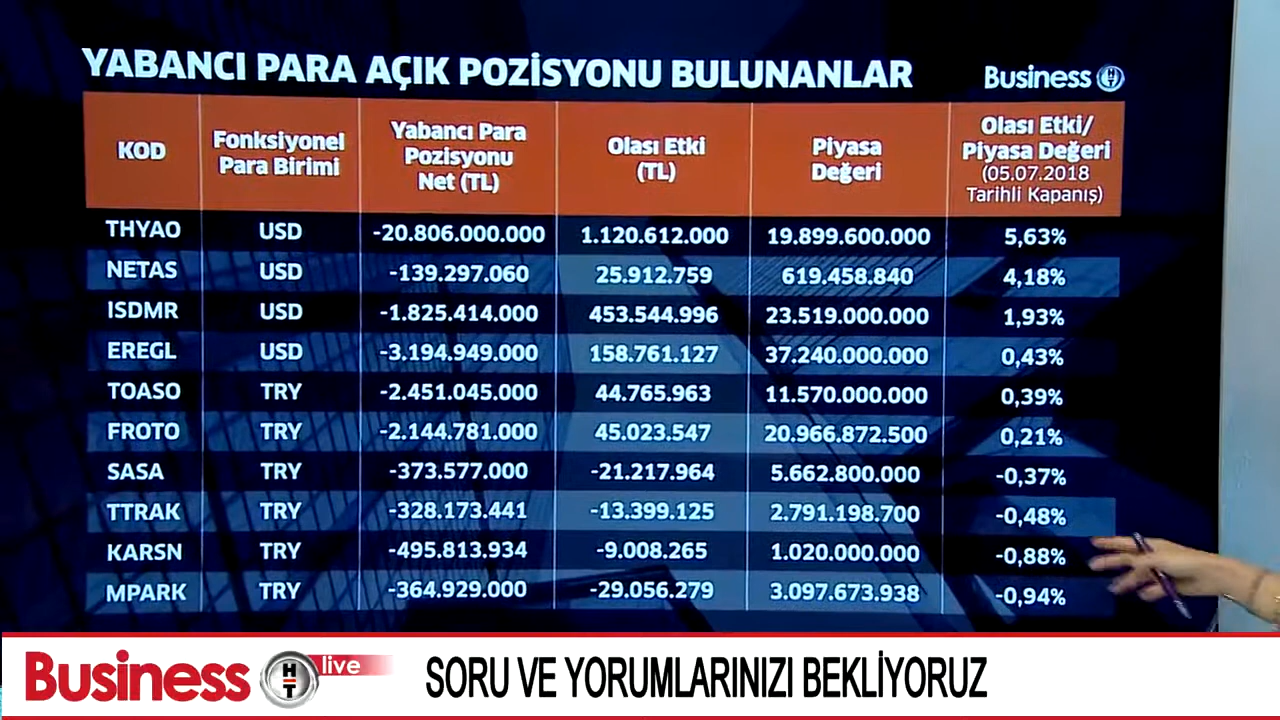 YABANCI PARA AÇIK POZİSYONU BULUNANLAR
Business HT
KOD
Fonksiyonel
Para Birimi
Yabancı Para
Pozisyonu
Net (TL)
Olası Etki
(TL)
Piyasa
Değeri
Olası Etki/
Piyasa Değeri
(05.07.2018
Tarihli Kapanış)
THYAO USD -20.806.000.000 1.120.612.000 19.899.600.000 5,63%
NETAS USD -139.297.060 25.912.759 619.458.840 4,18%
ISDMR USD -1.825.414.000 453.544.996 23.519.000.000 1,93%
EREGL USD -3.194.949.000 158.761.127 37.240.000.000 0,43%
TOASO TRY -2.451.045.000 44.765.963 11.570.000.000 0,39%
FROTO TRY -2.144.781.000 45.023.547 20.966.872.500 0,21%
SASA TRY -373.577.000 -21.217.964 5.662.800.000 -0,37%
TTRAK TRY -328.173.441 -13.399.125 2.791.198.700 -0,48%
KARSN TRY -495.813.934 -9.008.265 1.020.000.000 -0,88%
MPARK TRY -364.929.000 -29.056.279 3.097.673.938 -0,94%
Business HT live
SORU VE YORUMLARINIZI BEKLİYORUZ